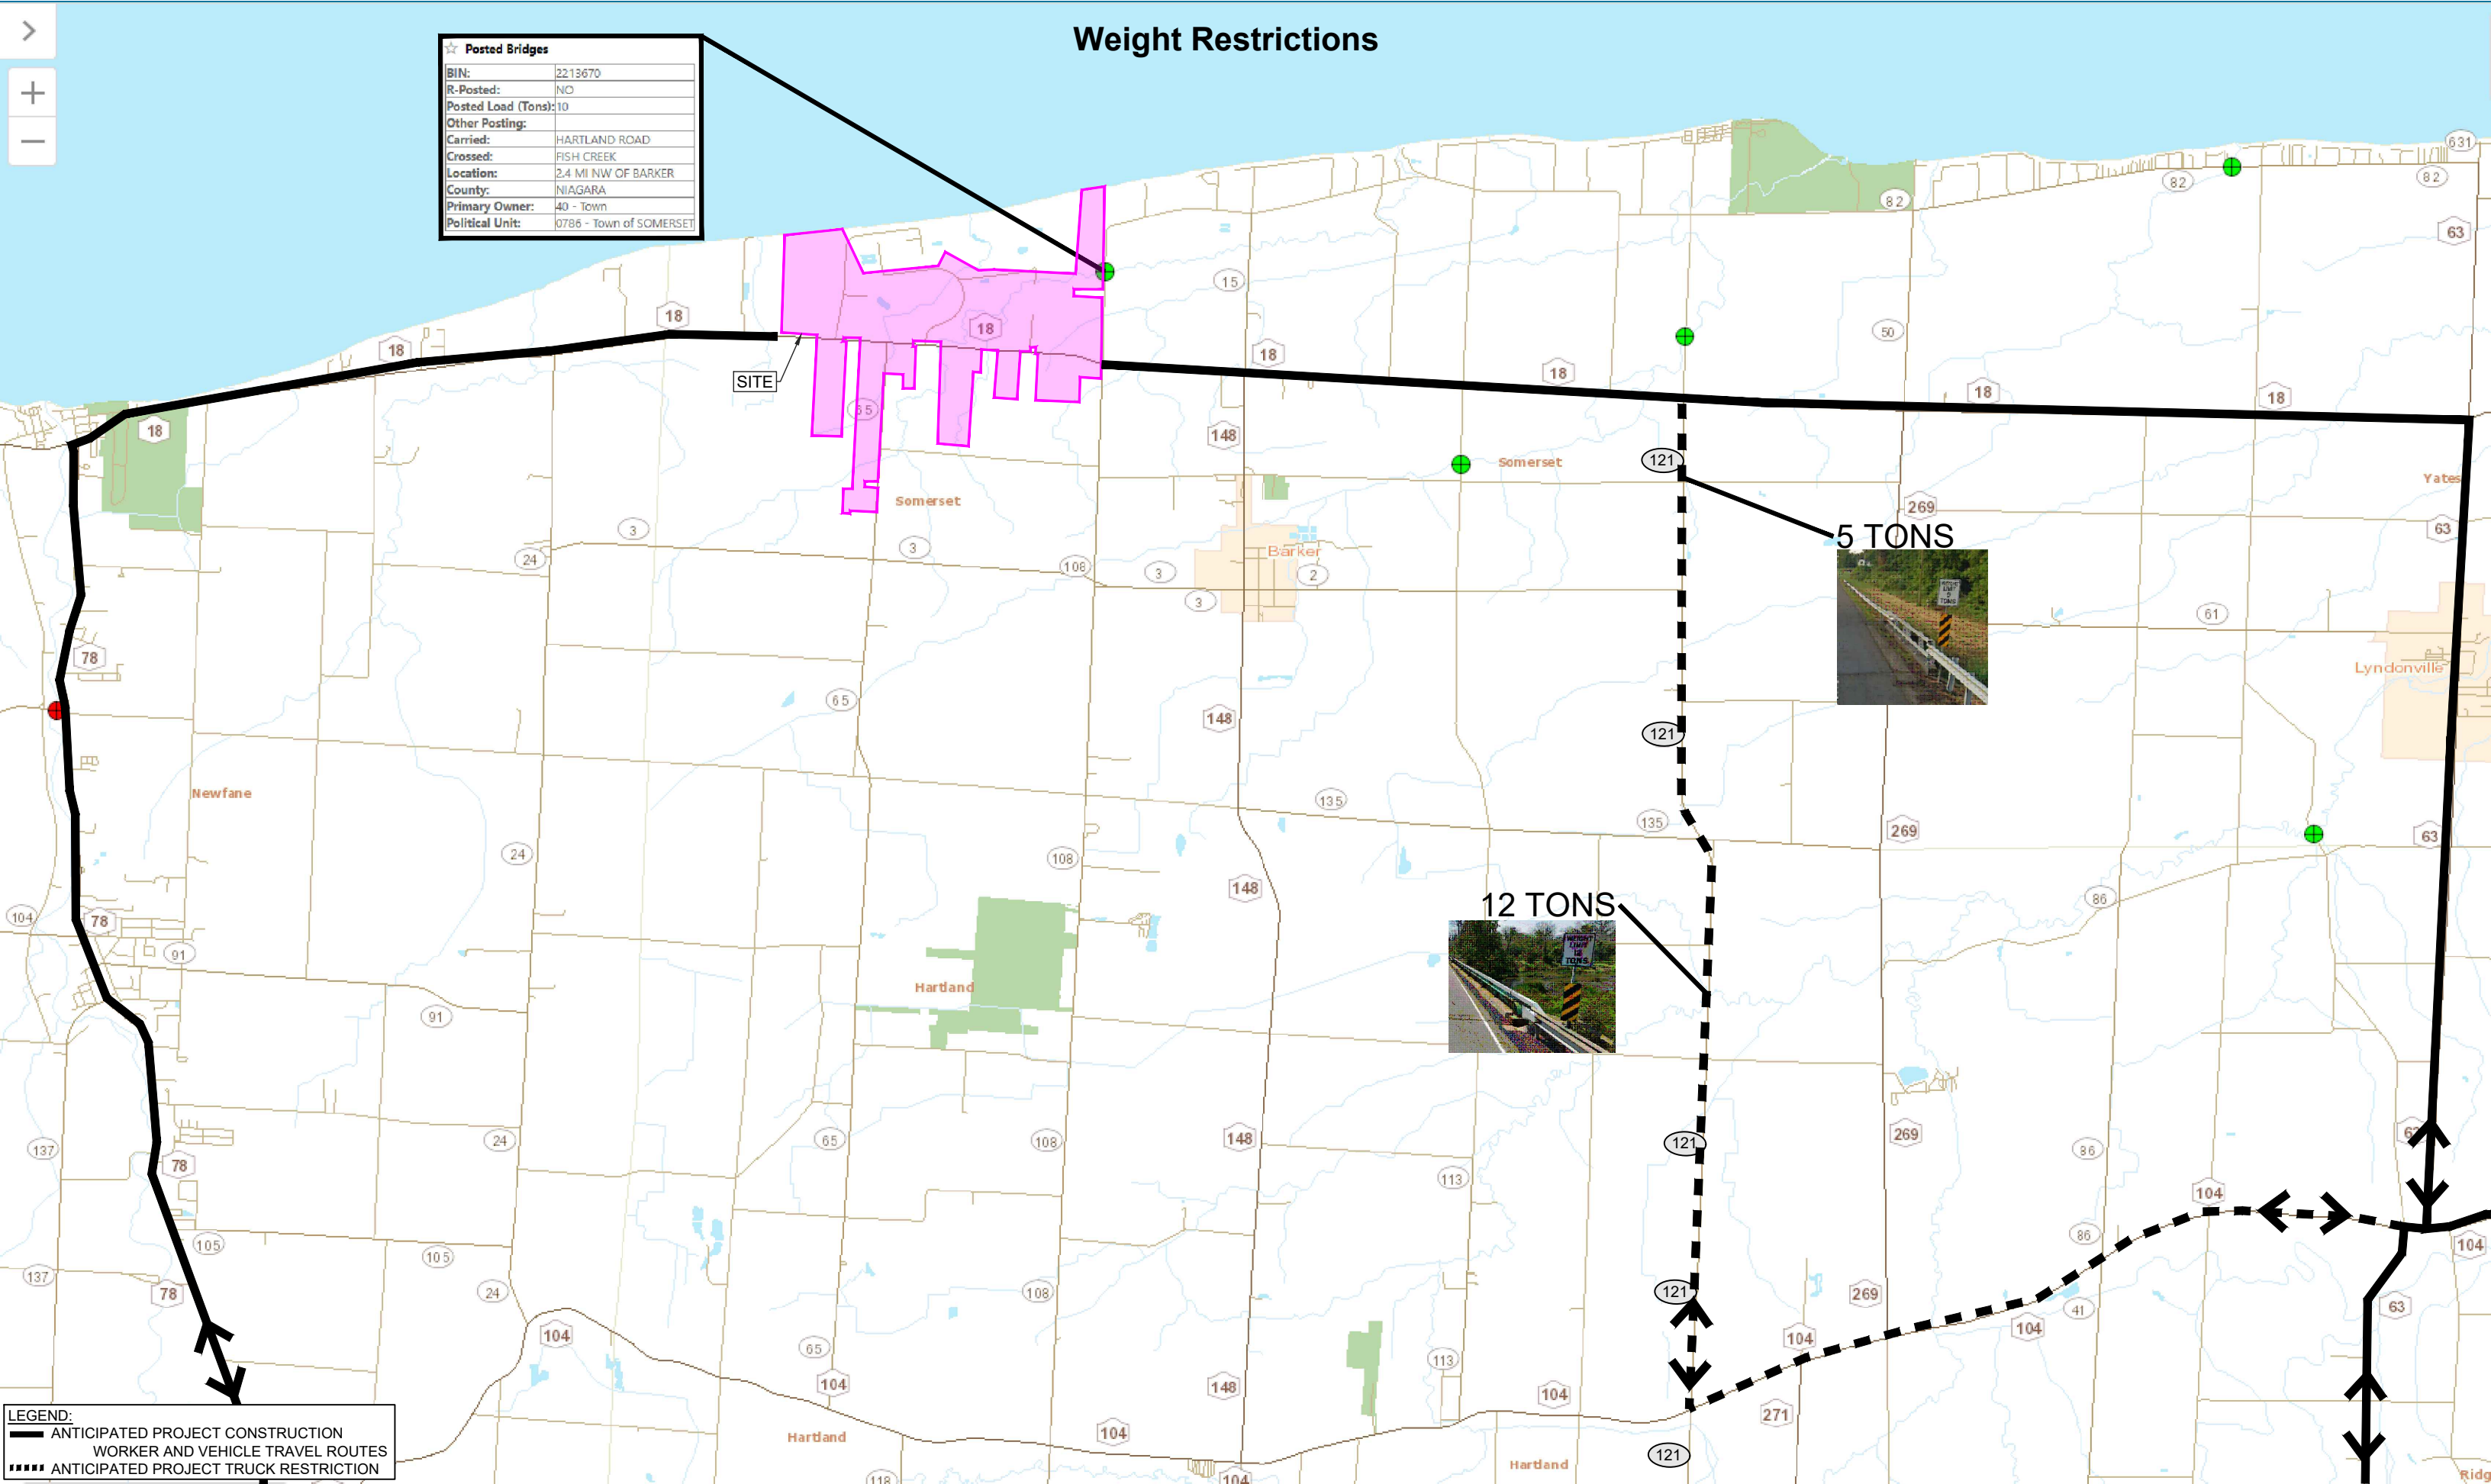 Weight Restrictions
Posted Bridges
BIN: 2213670
R-Posted: NO
Posted Load (Tons): 10
Other Posting:
Carried: HARTLAND ROAD
Crossed: FISH CREEK
Location: 2.4 MI NW OF BARKER
County: NIAGARA
Primary Owner: 40 - Town
Political Unit: 0786 - Town of SOMERSET
631
82
82
82
63
15
18
18
18
50
18
18
18
18
SITE
65
18
148
Somerset
121
Yates
Somerset
269
63
3
3
24
108
3
Barker
2
3
5 TONS
61
78
Lyndonville
65
148
121
Newfane
135
135
269
63
24
108
148
86
12 TONS
WEIGHT
LIMIT
12
TONS
104
78
91
Hartland
91
137
24
65
108
148
121
269
86
78
113
104
105
105
86
104
137
78
24
108
121
269
41
63
104
65
104
104
113
104
148
104
271
104
Hartland
121
Hartland
118
104
Ridg
LEGEND:
ANTICIPATED PROJECT CONSTRUCTION
WORKER AND VEHICLE TRAVEL ROUTES
ANTICIPATED PROJECT TRUCK RESTRICTION